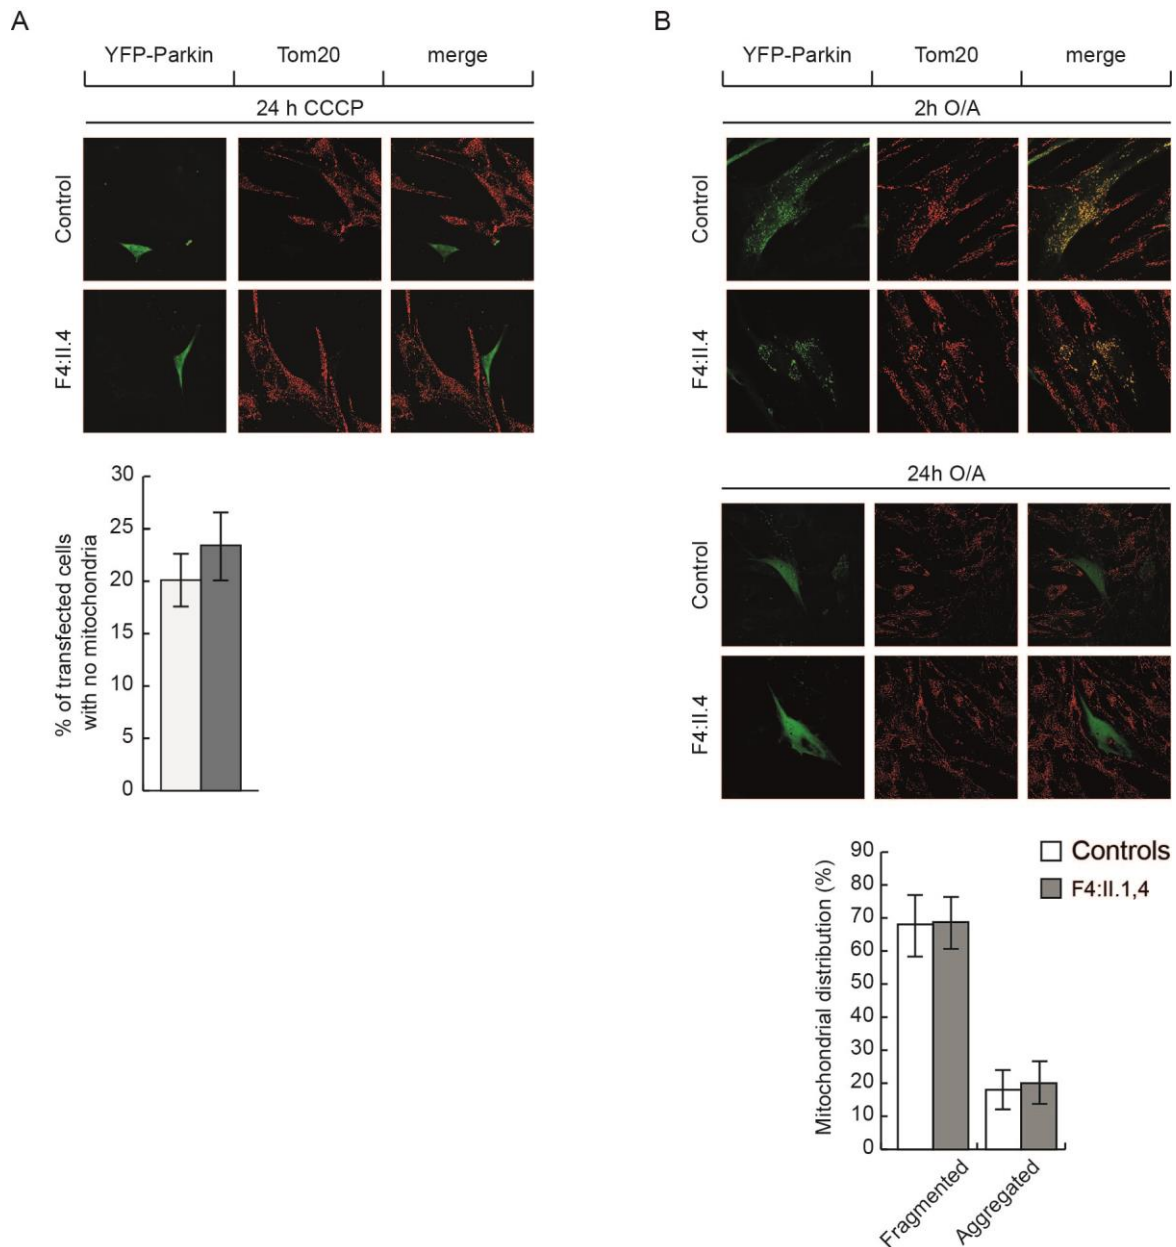 A
YFP-Parkin Tom20 merge
24 h CCCP
Control
F4:II.4
30
25
20
15
10
5
0
% of transfected cells
with no mitochondria
B
YFP-Parkin Tom20 merge
2h O/A
Control
F4:II.4
24h O/A
Control
F4:II.4
90
80
70
60
50
40
30
20
10
0
Mitochondrial distribution (%)
Controls
F4:II.1,4
Fragmented
Aggregated